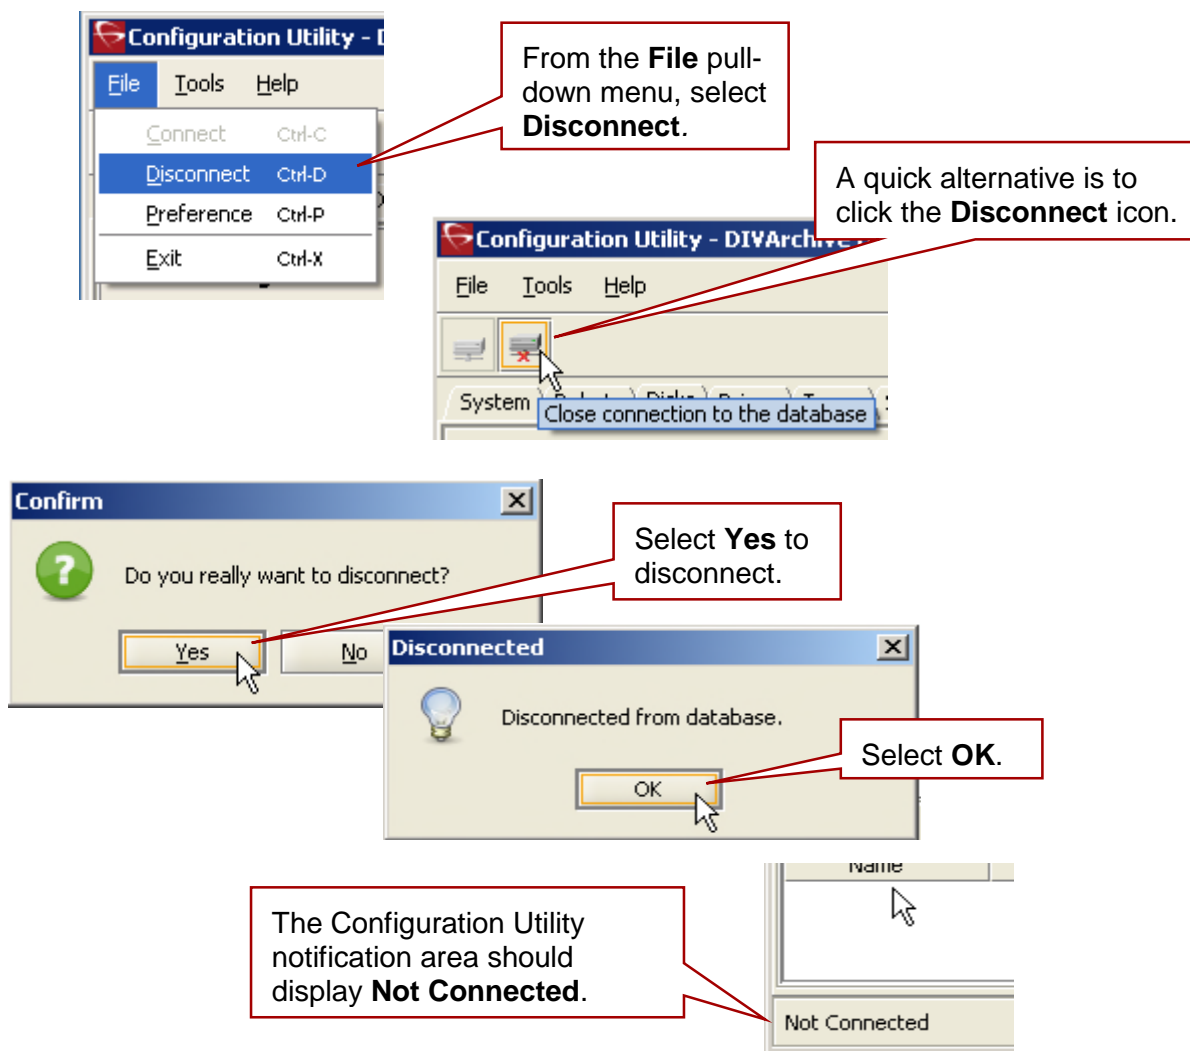 Configuration Utility -
File Tools Help
Connect Ctrl-C
Disconnect Ctrl-D
Preference Ctrl-P
Exit Ctrl-X
From the File pull-
down menu, select
Disconnect.
A quick alternative is to
click the Disconnect icon.
Configuration Utility - DIVArchive
File Tools Help
System Disks
Close connection to the database
Confirm
Do you really want to disconnect?
Yes No
Select Yes to
disconnect.
Disconnected
Disconnected from database.
OK
Select OK.
Name
The Configuration Utility
notification area should
display Not Connected.
Not Connected